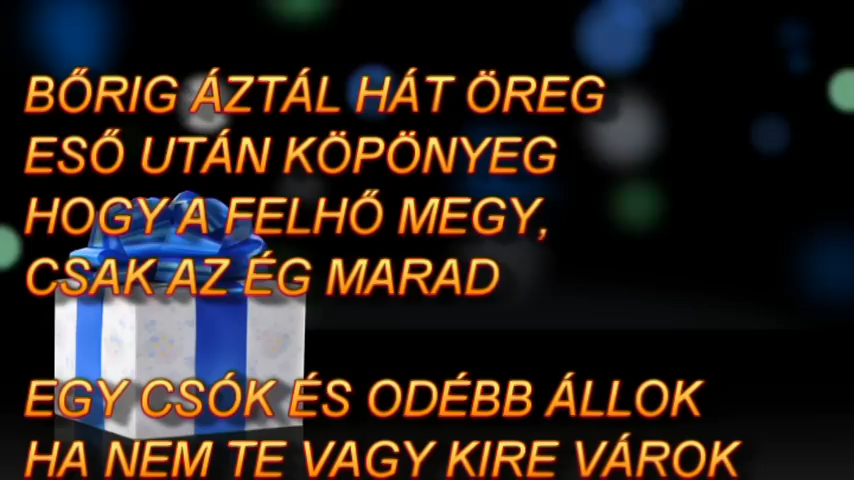 BŐRIG ÁZTÁL HÁT ÖREG
ESŐ UTÁN KÖPÖNYEG
HOGY A FELHŐ MEGY,
CSAK AZ ÉG MARAD
EGY CSÓK ÉS ODÉBB ÁLLOK
HA NEM TE VAGY KIRE VÁROK